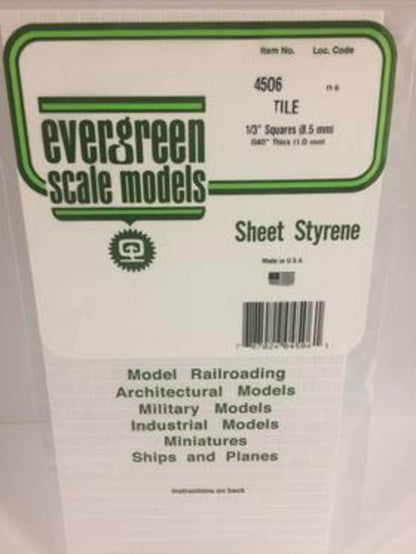 Item No. Loc. Code
4506
TILE
1/3" Squares (8.5 mm)
.040" Thick (1.0 mm)
evergreen
scale models
Sheet Styrene
Made in U S A
Model Railroading
Architectural Models
Military Models
Industrial Models
Miniatures
Ships and Planes
Instructions on back